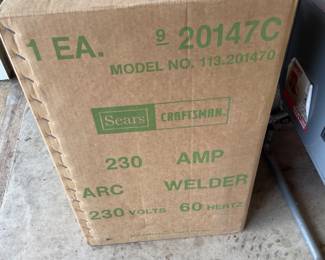 1 EA. 9 20147C
MODEL NO. 113.201470
Sears CRAFTSMAN
230 AMP
ARC WELDER
230 VOLTS 60 HERTZ